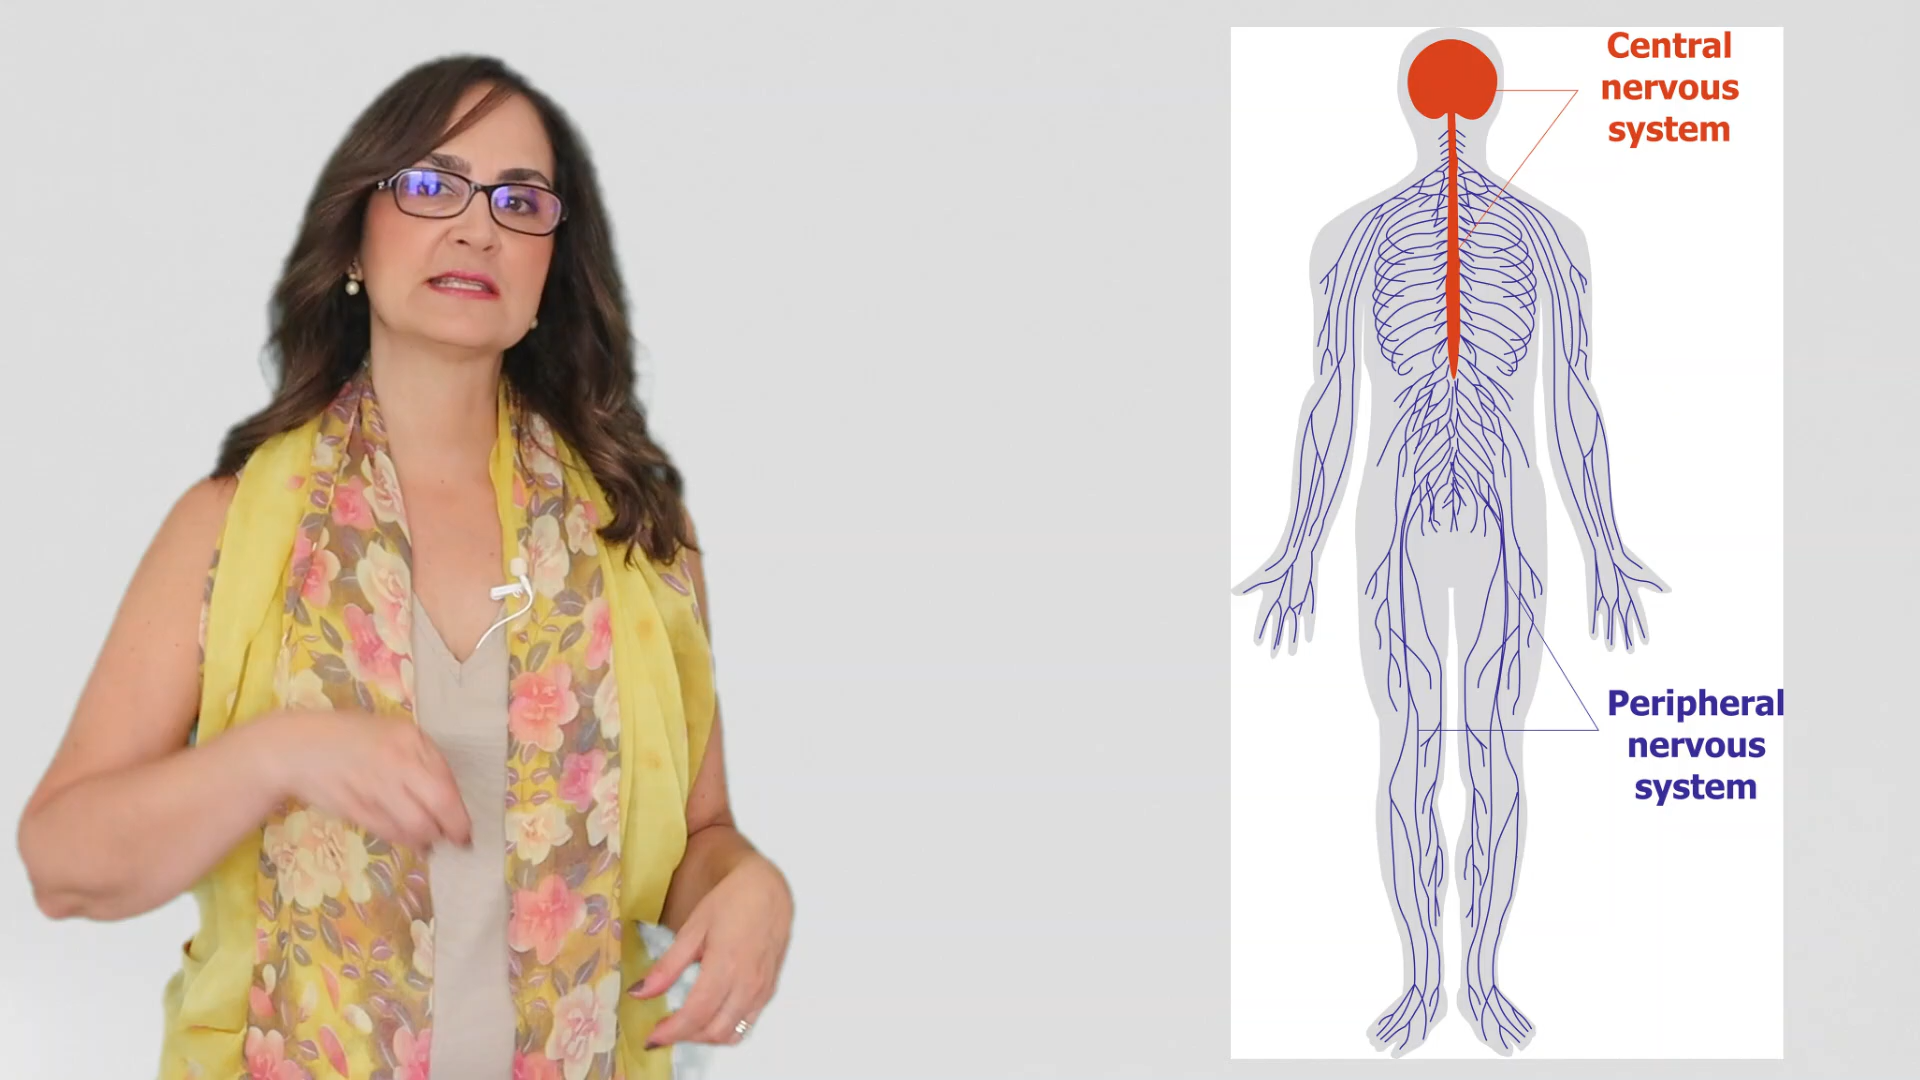 Central
nervous
system
Peripheral
nervous
system